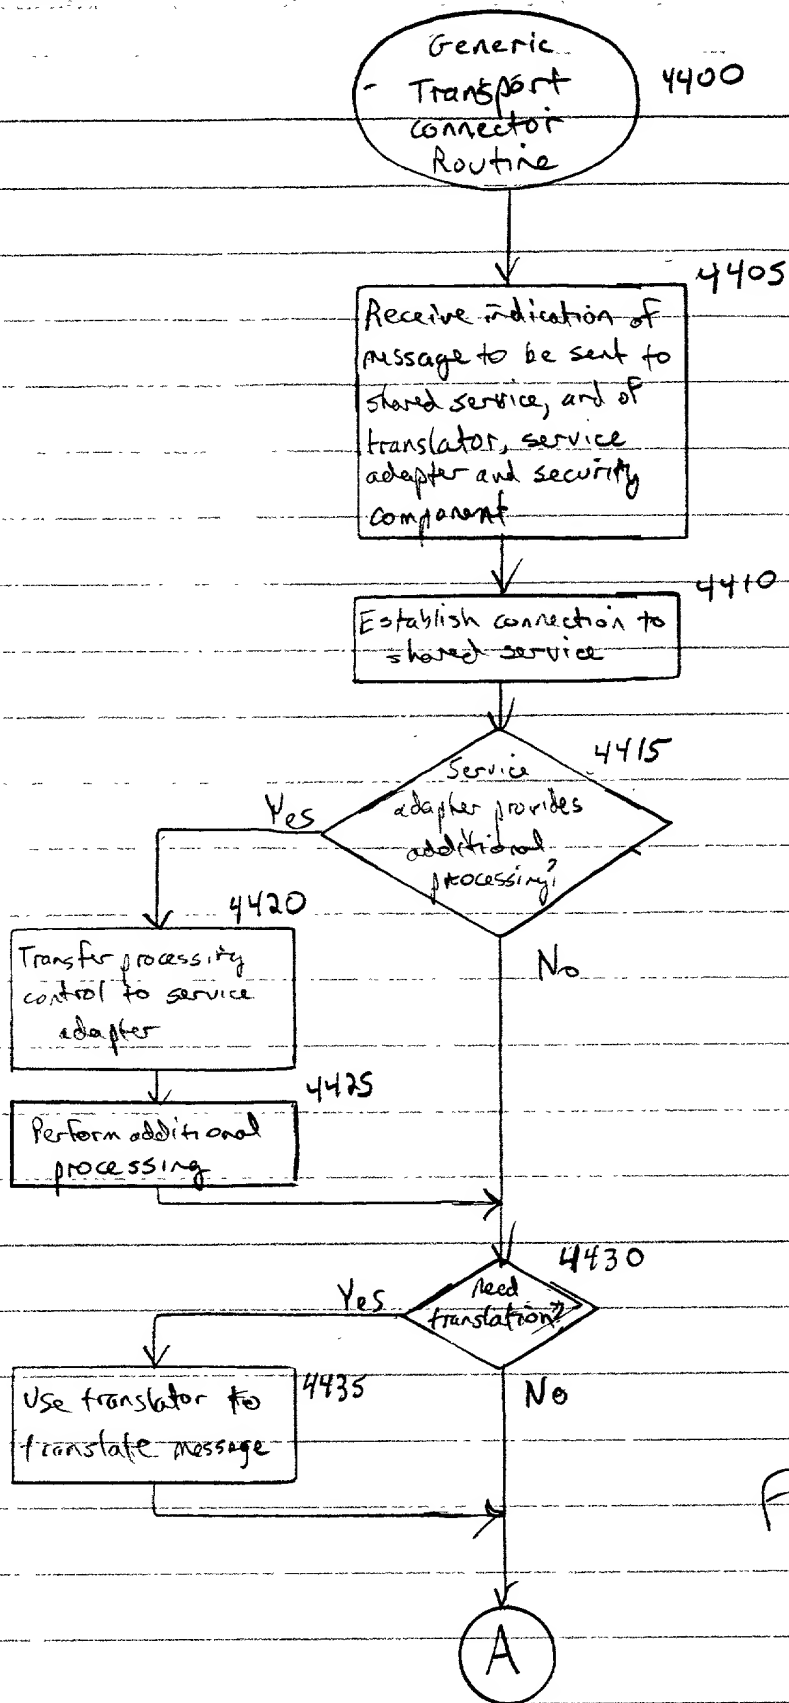 Generic
Transport
connector
Routine
4400
4405
Receive indication of
message to be sent to
shared service, and of
translator, service
adapter and security
component
4410
Establish connection to
shared service
4415
Service
adapter provides
additional
processing?
Yes
No
4420
Transfer processing
control to service
adapter
4425
Perform additional
processing
4430
Need
translation?
Yes
No
4435
Use translator to
translate message
F
A